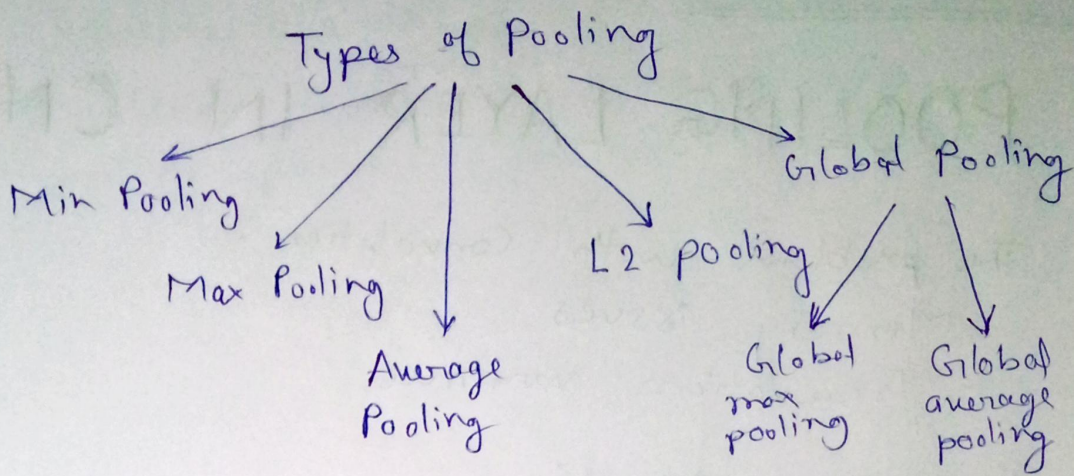 Types of Pooling
Min Pooling
Max Pooling
Average
Pooling
L2 pooling
Global Pooling
Global
max
pooling
Global
average
pooling